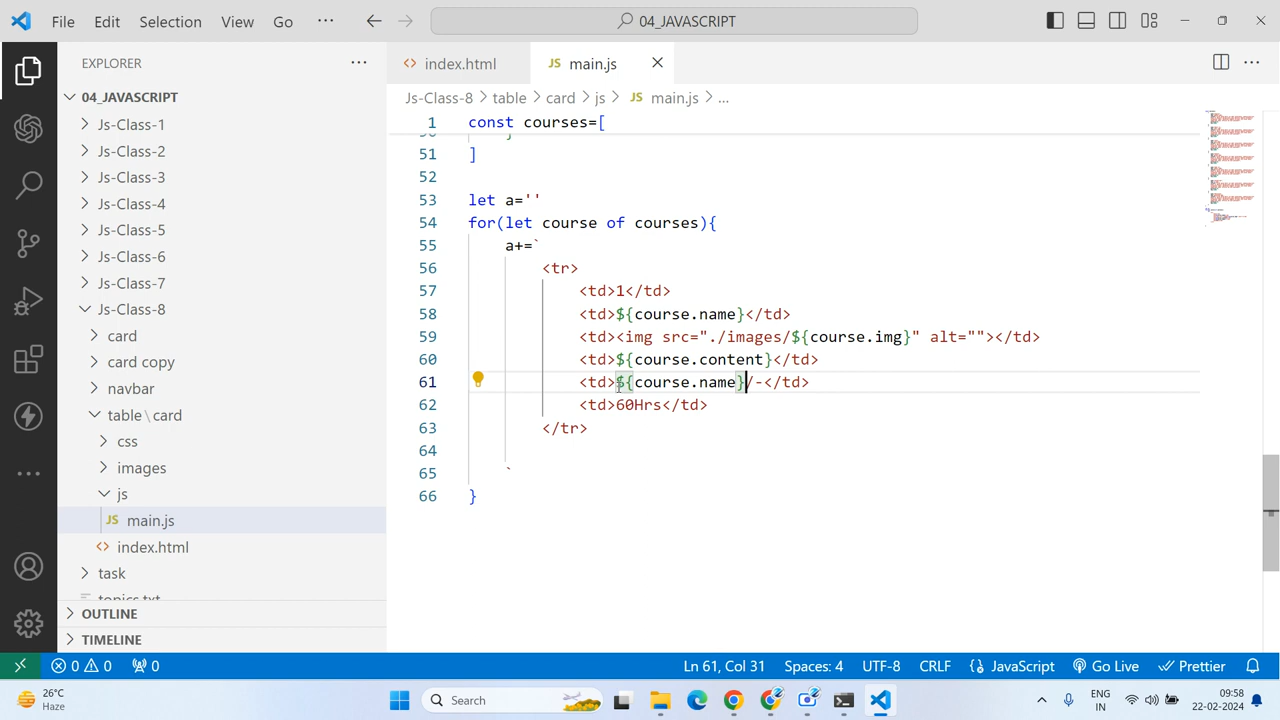 File Edit Selection View Go ··· 04_JAVASCRIPT
EXPLORER ···
04_JAVASCRIPT
Js-Class-1
Js-Class-2
Js-Class-3
Js-Class-4
Js-Class-5
Js-Class-6
Js-Class-7
Js-Class-8
card
card copy
navbar
table\card
css
images
js
JS main.js
<> index.html
task
topics.txt
OUTLINE
TIMELINE
<> index.html JS main.js
Js-Class-8 > table > card > js > JS main.js > ...
1 const courses=[
50 }
51 ]
52
53 let a=''
54 for(let course of courses){
55 a+=`
56 <tr>
57 <td>1</td>
58 <td>${course.name}</td>
59 <td><img src="./images/${course.img}" alt=""></td>
60 <td>${course.content}</td>
61 <td>${course.name}/-</td>
62 <td>60Hrs</td>
63 </tr>
64
65 `
66 }
0 0 0 Ln 61, Col 31 Spaces: 4 UTF-8 CRLF {} JavaScript Go Live Prettier
26°C
Haze
Search
ENG
IN
09:58
22-02-2024